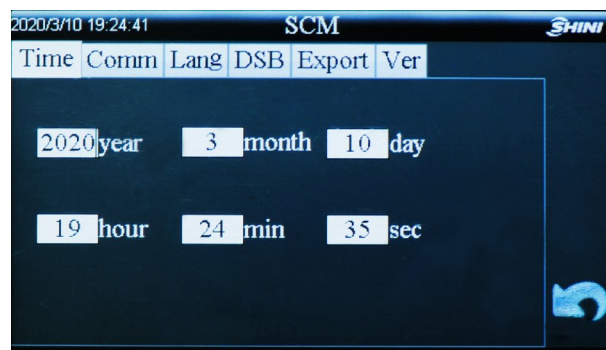 2020/3/10 19:24:41 SCM SHINI
Time Comm Lang DSB Export Ver
2020 year 3 month 10 day
19 hour 24 min 35 sec